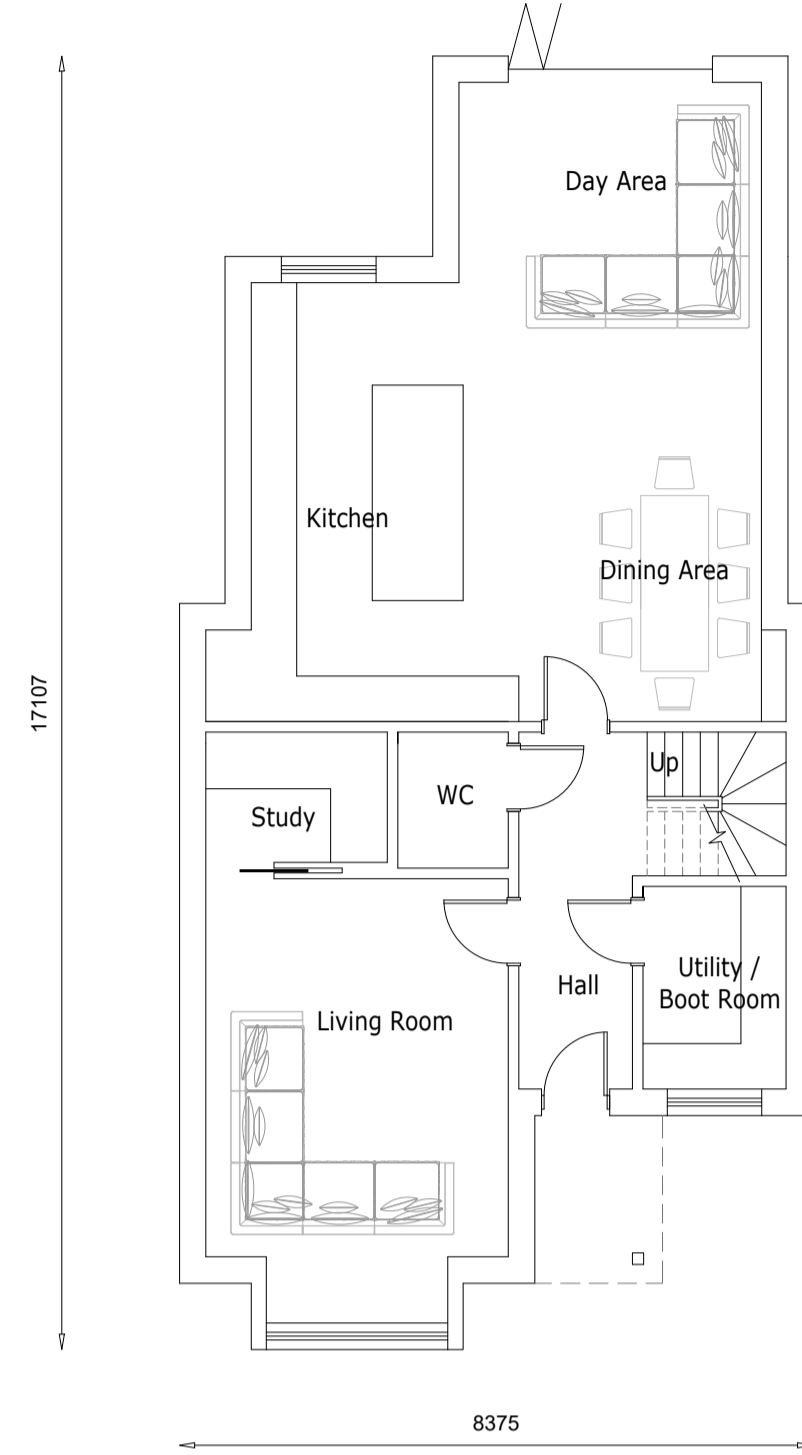 Day Area
Kitchen
Dining Area
17107
Up
WC
Study
Utility /
Boot Room
Hall
Living Room
8375